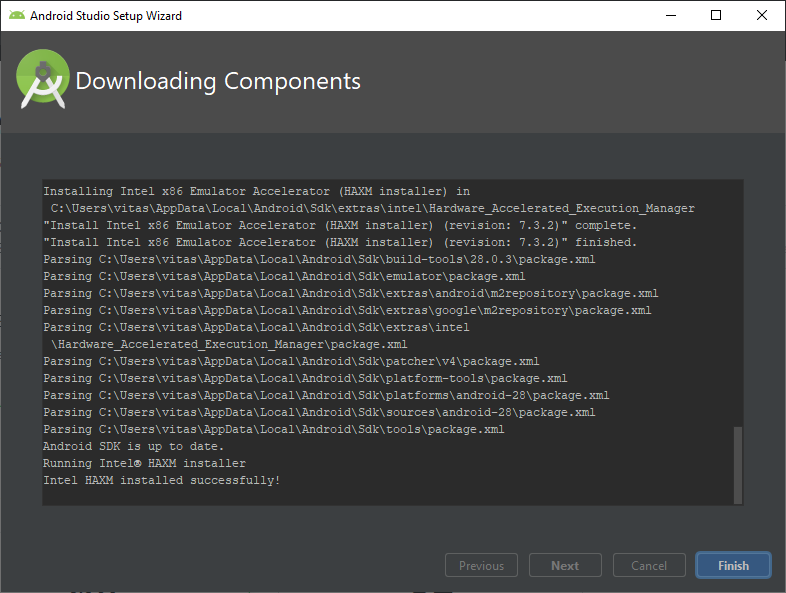 Android Studio Setup Wizard
Downloading Components
Installing Intel x86 Emulator Accelerator (HAXM installer) in
C:\Users\vitas\AppData\Local\Android\Sdk\extras\intel\Hardware_Accelerated_Execution_Manager
"Install Intel x86 Emulator Accelerator (HAXM installer) (revision: 7.3.2)" complete.
"Install Intel x86 Emulator Accelerator (HAXM installer) (revision: 7.3.2)" finished.
Parsing C:\Users\vitas\AppData\Local\Android\Sdk\build-tools\28.0.3\package.xml
Parsing C:\Users\vitas\AppData\Local\Android\Sdk\emulator\package.xml
Parsing C:\Users\vitas\AppData\Local\Android\Sdk\extras\android\m2repository\package.xml
Parsing C:\Users\vitas\AppData\Local\Android\Sdk\extras\google\m2repository\package.xml
Parsing C:\Users\vitas\AppData\Local\Android\Sdk\extras\intel
\Hardware_Accelerated_Execution_Manager\package.xml
Parsing C:\Users\vitas\AppData\Local\Android\Sdk\patcher\v4\package.xml
Parsing C:\Users\vitas\AppData\Local\Android\Sdk\platform-tools\package.xml
Parsing C:\Users\vitas\AppData\Local\Android\Sdk\platforms\android-28\package.xml
Parsing C:\Users\vitas\AppData\Local\Android\Sdk\sources\android-28\package.xml
Parsing C:\Users\vitas\AppData\Local\Android\Sdk\tools\package.xml
Android SDK is up to date.
Running Intel® HAXM installer
Intel HAXM installed successfully!
Previous Next Cancel Finish